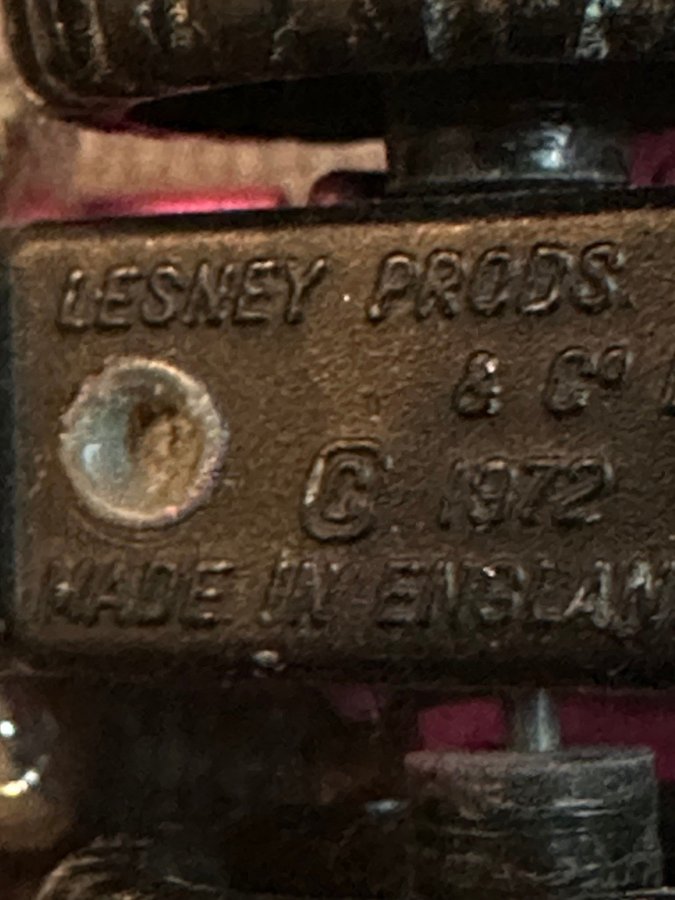 LESNEY PRODS.
& Cº
© 1972
MADE IN ENGLAN